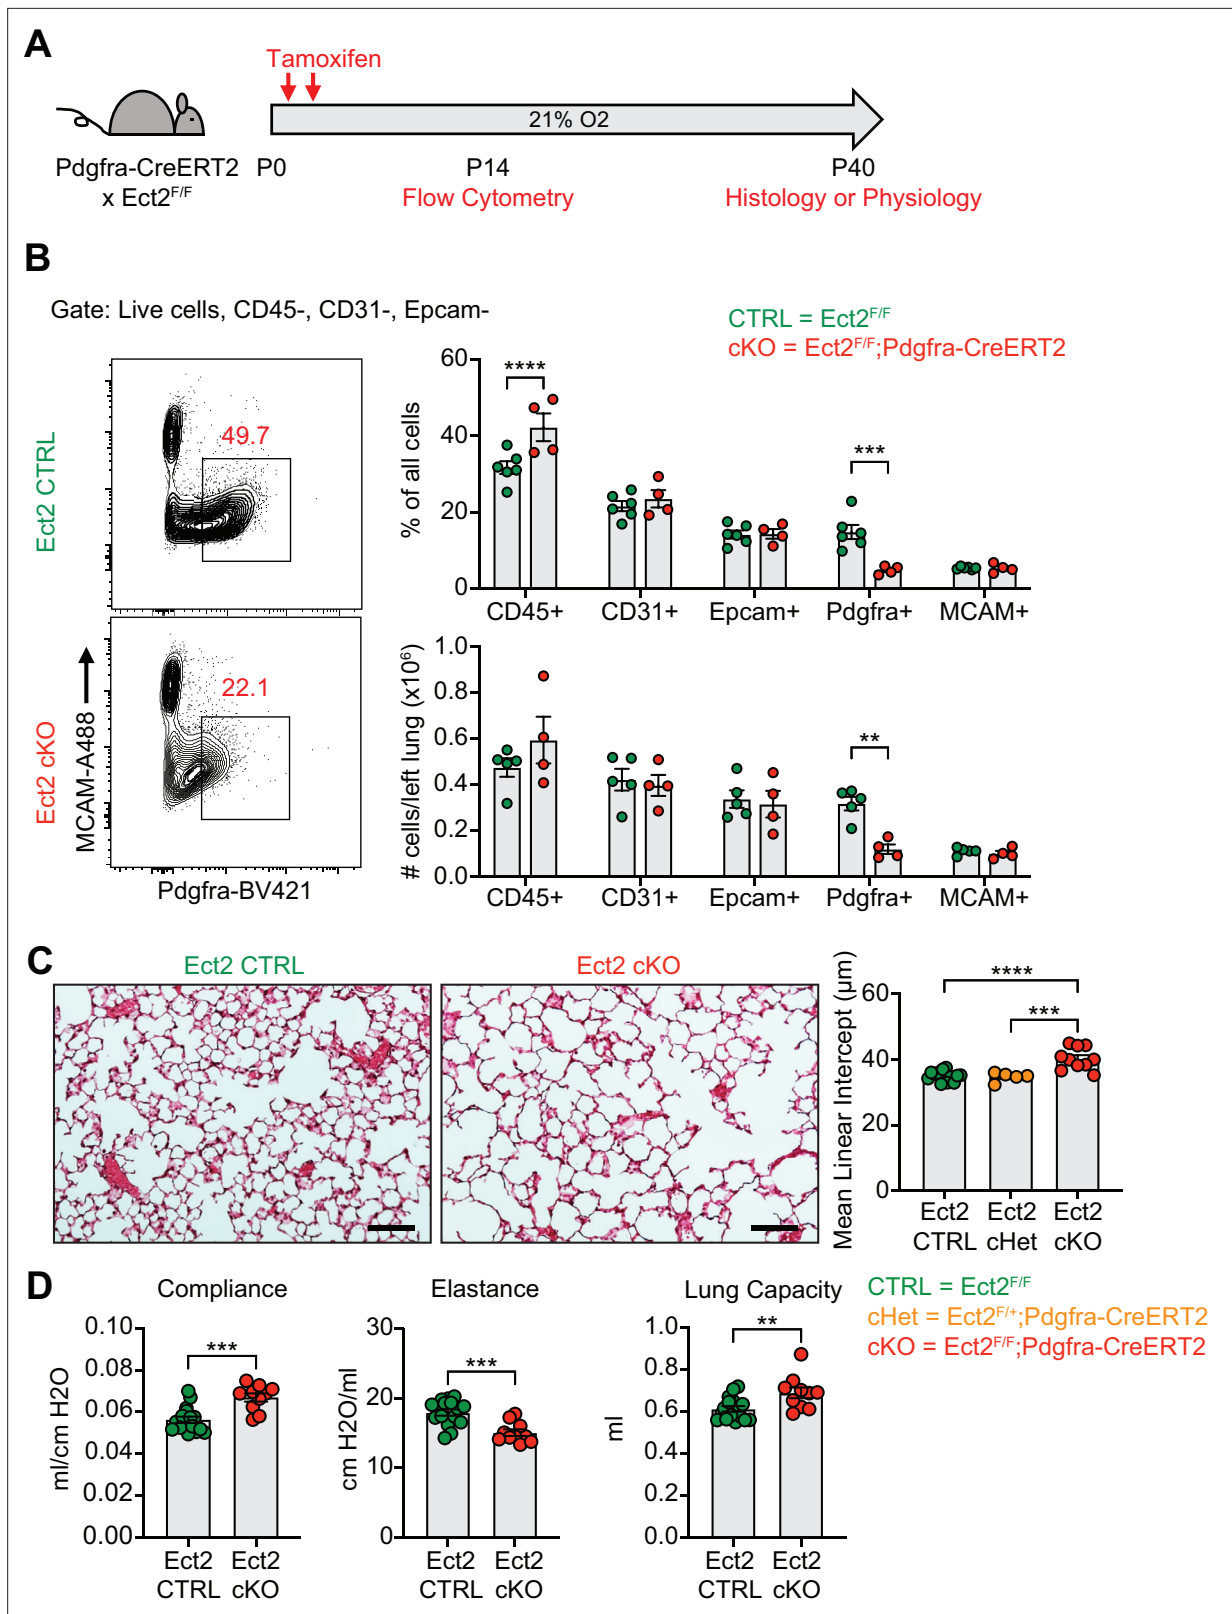 A
Tamoxifen
21% O2
Pdgfra-CreERT2
x Ect2F/F
P0
P14
P40
Flow Cytometry
Histology or Physiology
B
Gate: Live cells, CD45-, CD31-, Epcam-
CTRL = Ect2F/F
cKO = Ect2F/F;Pdgfra-CreERT2
Ect2 CTRL
49.7
Ect2 cKO
MCAM-A488
22.1
Pdgfra-BV421
% of all cells
60
40
20
0
****
***
CD45+
CD31+
Epcam+
Pdgfra+
MCAM+
# cells/left lung (x10⁶)
1.0
0.8
0.6
0.4
0.2
0.0
**
CD45+
CD31+
Epcam+
Pdgfra+
MCAM+
C
Ect2 CTRL
Ect2 cKO
Mean Linear Intercept (µm)
60
40
20
0
****
***
Ect2 CTRL
Ect2 cHet
Ect2 cKO
D
Compliance
ml/cm H2O
0.10
0.08
0.06
0.04
0.02
0.00
***
Ect2 CTRL
Ect2 cKO
Elastance
cm H2O/ml
30
20
10
0
***
Ect2 CTRL
Ect2 cKO
Lung Capacity
ml
1.0
0.8
0.6
0.4
0.2
0.0
**
Ect2 CTRL
Ect2 cKO
CTRL = Ect2F/F
cHet = Ect2F/+;Pdgfra-CreERT2
cKO = Ect2F/F;Pdgfra-CreERT2